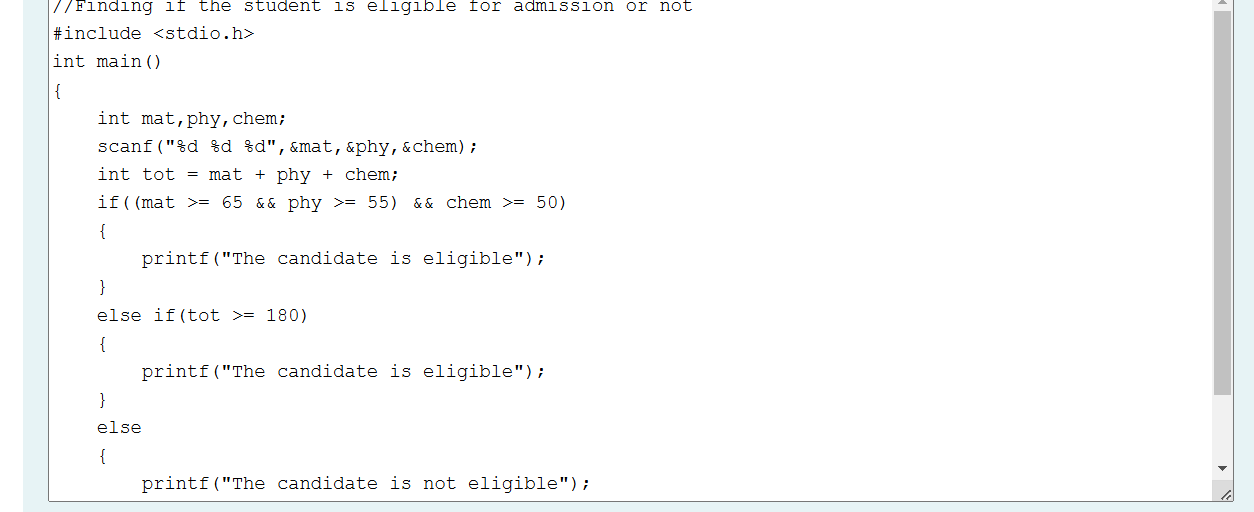 //Finding if the student is eligible for admission or not
#include <stdio.h>
int main()
{
    int mat,phy,chem;
    scanf("%d %d %d",&mat,&phy,&chem);
    int tot = mat + phy + chem;
    if((mat >= 65 && phy >= 55) && chem >= 50)
    {
        printf("The candidate is eligible");
    }
    else if(tot >= 180)
    {
        printf("The candidate is eligible");
    }
    else
    {
        printf("The candidate is not eligible");